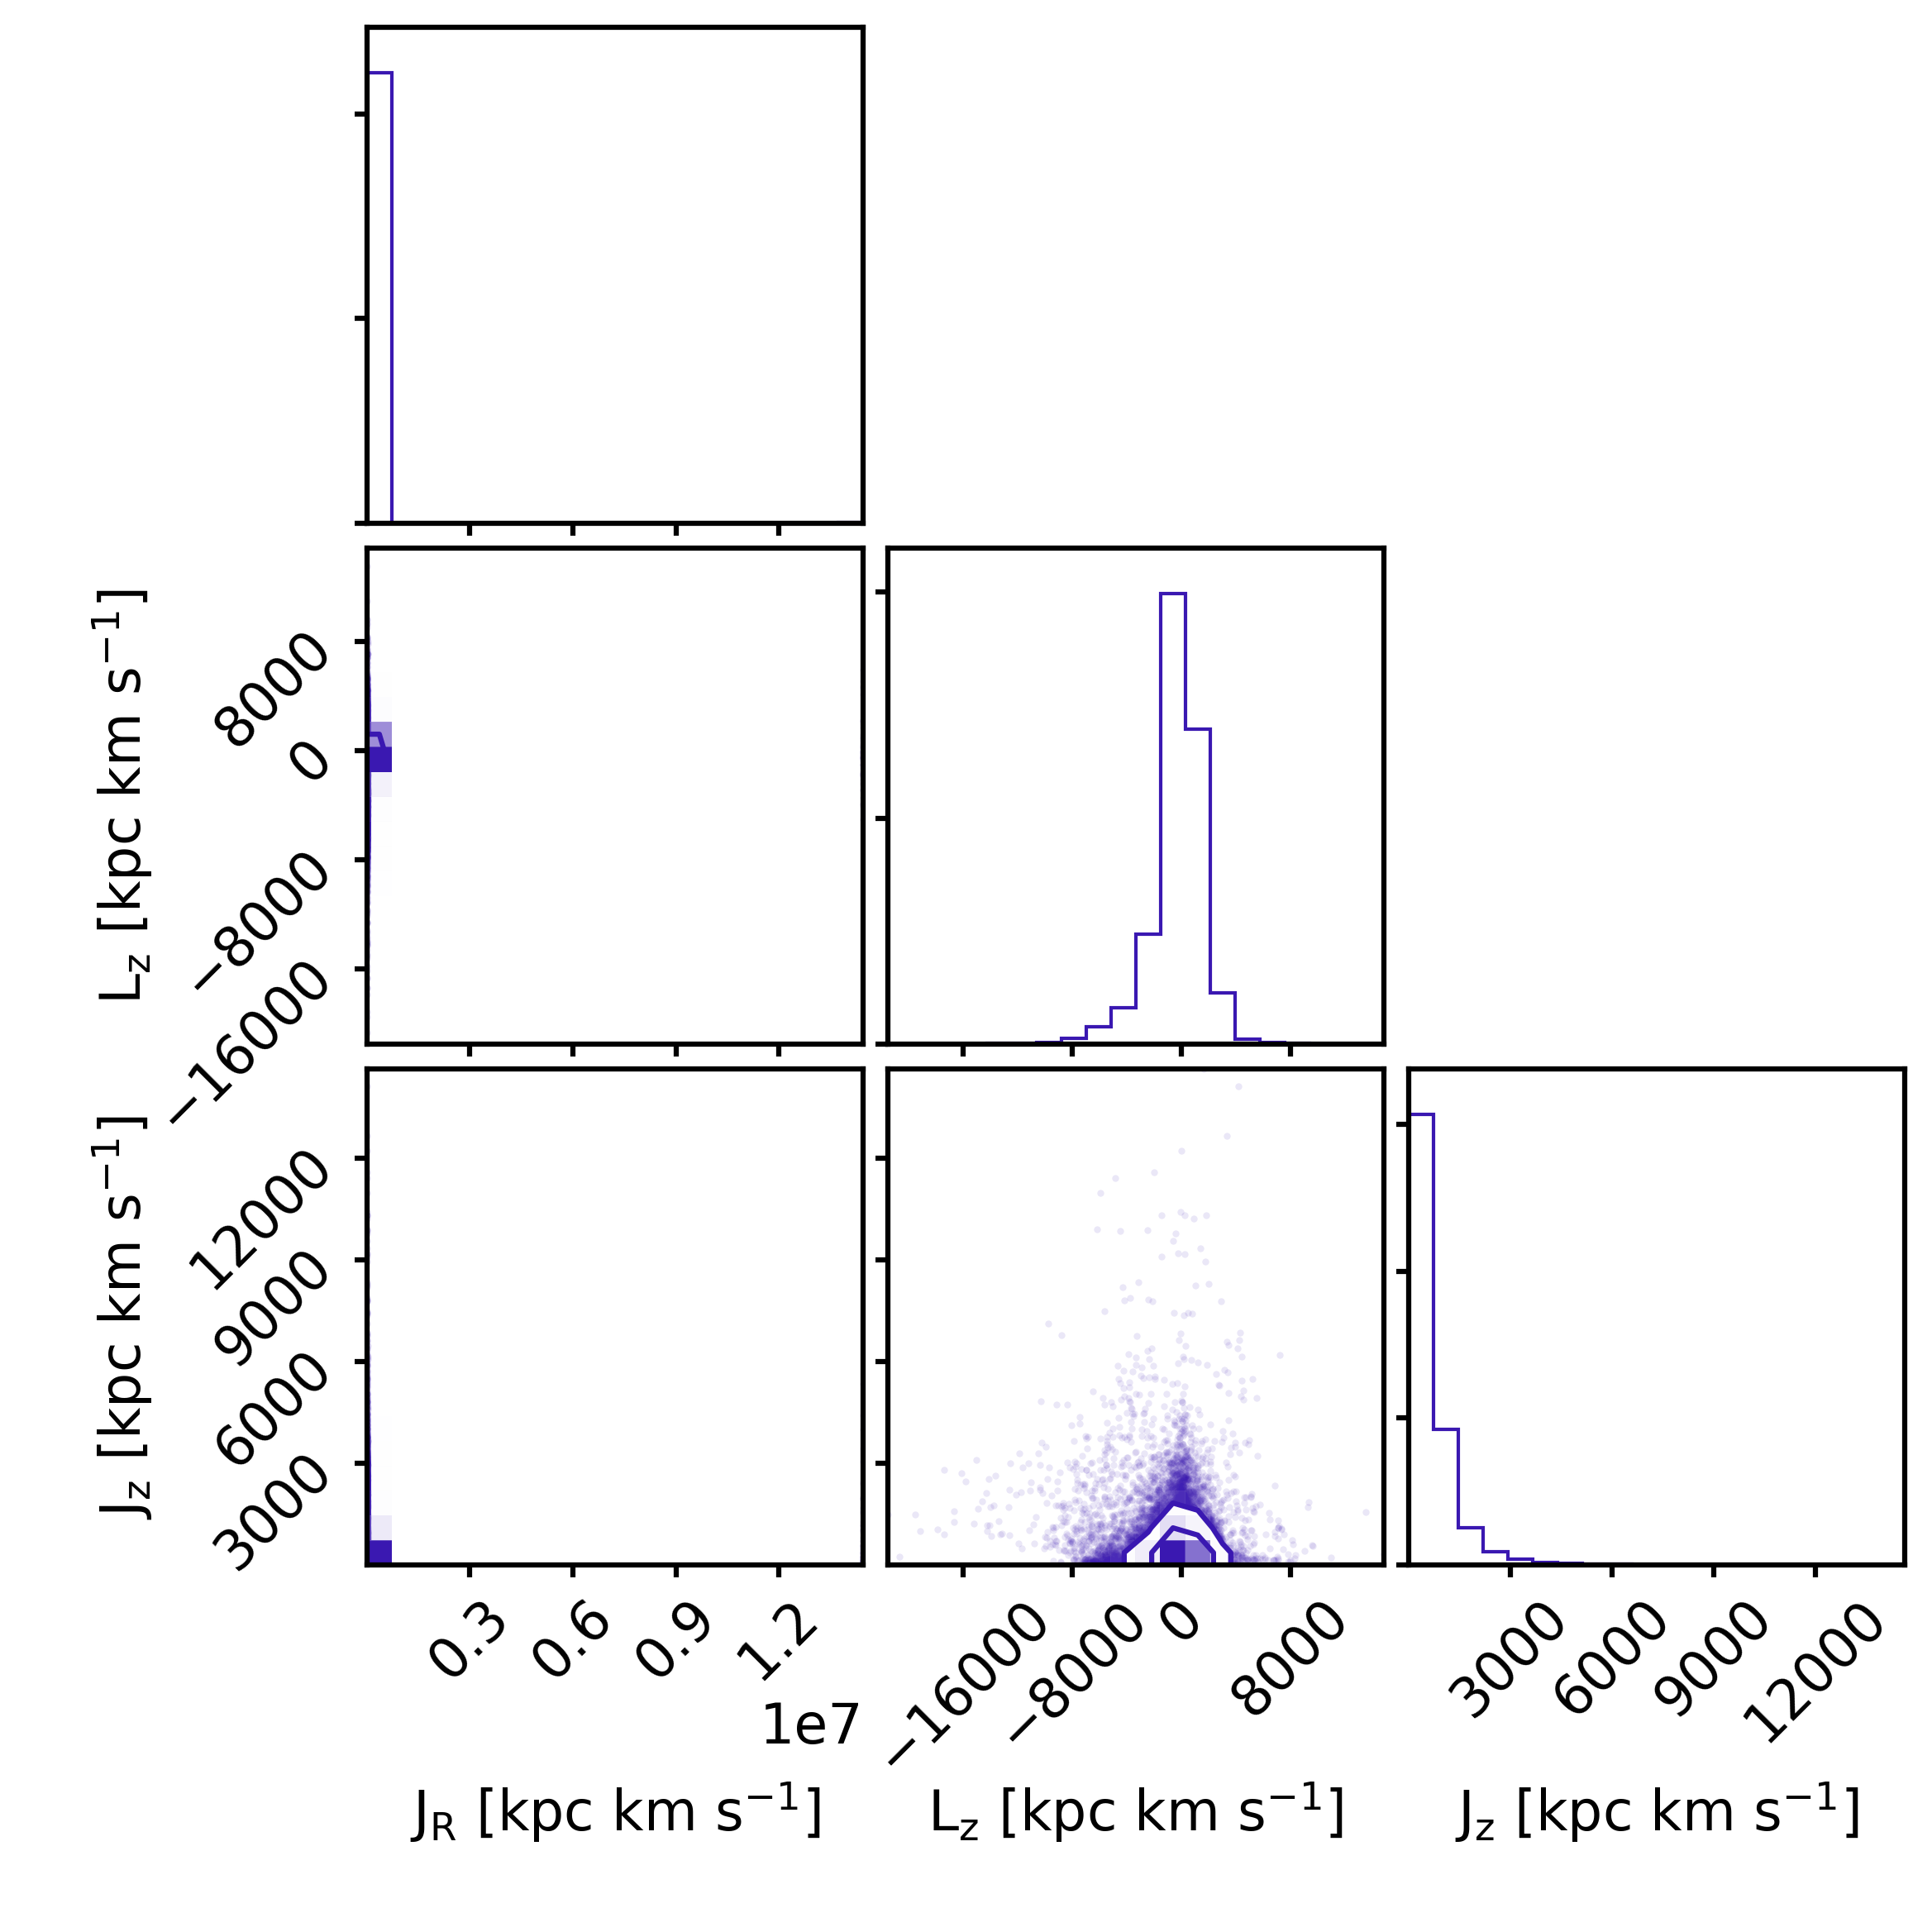 8000
0
−8000
−16000
L_z [kpc km s⁻¹]
12000
9000
6000
3000
J_z [kpc km s⁻¹]
0.3 0.6 0.9 1.2
1e7
−16000 −8000 0 8000
3000 6000 9000 12000
J_R [kpc km s⁻¹]
L_z [kpc km s⁻¹]
J_z [kpc km s⁻¹]